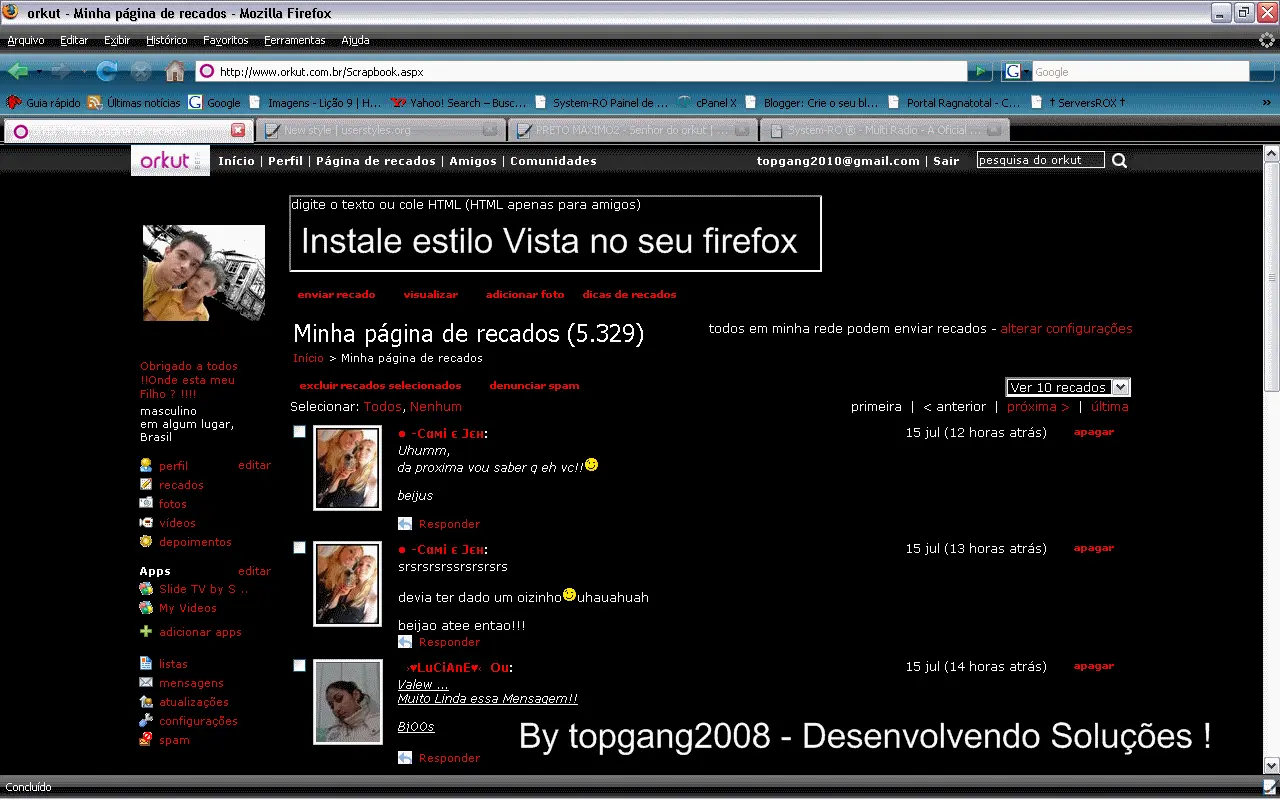 orkut - Minha página de recados - Mozilla Firefox
Arquivo Editar Exibir Histórico Favoritos Ferramentas Ajuda
http://www.orkut.com.br/Scrapbook.aspx
G Google
Guia rápido Últimas notícias Google Imagens - Lição 9 | H... Yahoo! Search – Busc... System-RO Painel de ... cPanel X Blogger: Crie o seu bl... Portal Ragnatotal - C... † ServersROX † »
New style | userstyles.org PRETO MAXIMO2 - Senhor do orkut | ... System-RO ® - Multi Radio - A Oficial ...
orkut BETA Início | Perfil | Página de recados | Amigos | Comunidades topgang2010@gmail.com | Sair pesquisa do orkut
digite o texto ou cole HTML (HTML apenas para amigos)
Instale estilo Vista no seu firefox
enviar recado visualizar adicionar foto dicas de recados
Minha página de recados (5.329) todos em minha rede podem enviar recados - alterar configurações
Início > Minha página de recados
Obrigado a todos
!!Onde esta meu
Filho ? !!!!
masculino
em algum lugar,
Brasil
perfil editar
recados
fotos
vídeos
depoimentos
Apps editar
Slide TV by S ..
My Videos
adicionar apps
listas
mensagens
atualizações
configurações
spam
excluir recados selecionados denunciar spam
Ver 10 recados
Selecionar: Todos, Nenhum primeira | < anterior | próxima > | última
● -Cαмi є Jєн: 15 jul (12 horas atrás) apagar
Uhumm,
da proxima vou saber q eh vc!!
beijus
Responder
● -Cαмi є Jєн: 15 jul (13 horas atrás) apagar
srsrsrsrssrsrsrsrs
devia ter dado um oizinho uhauahuah
beijao atee entao!!!
Responder
›♥LuCiAnE♥‹ Ou: 15 jul (14 horas atrás) apagar
Valew ...
Muito Linda essa Mensagem!!
BjOOs
Responder
By topgang2008 - Desenvolvendo Soluções !
Concluído